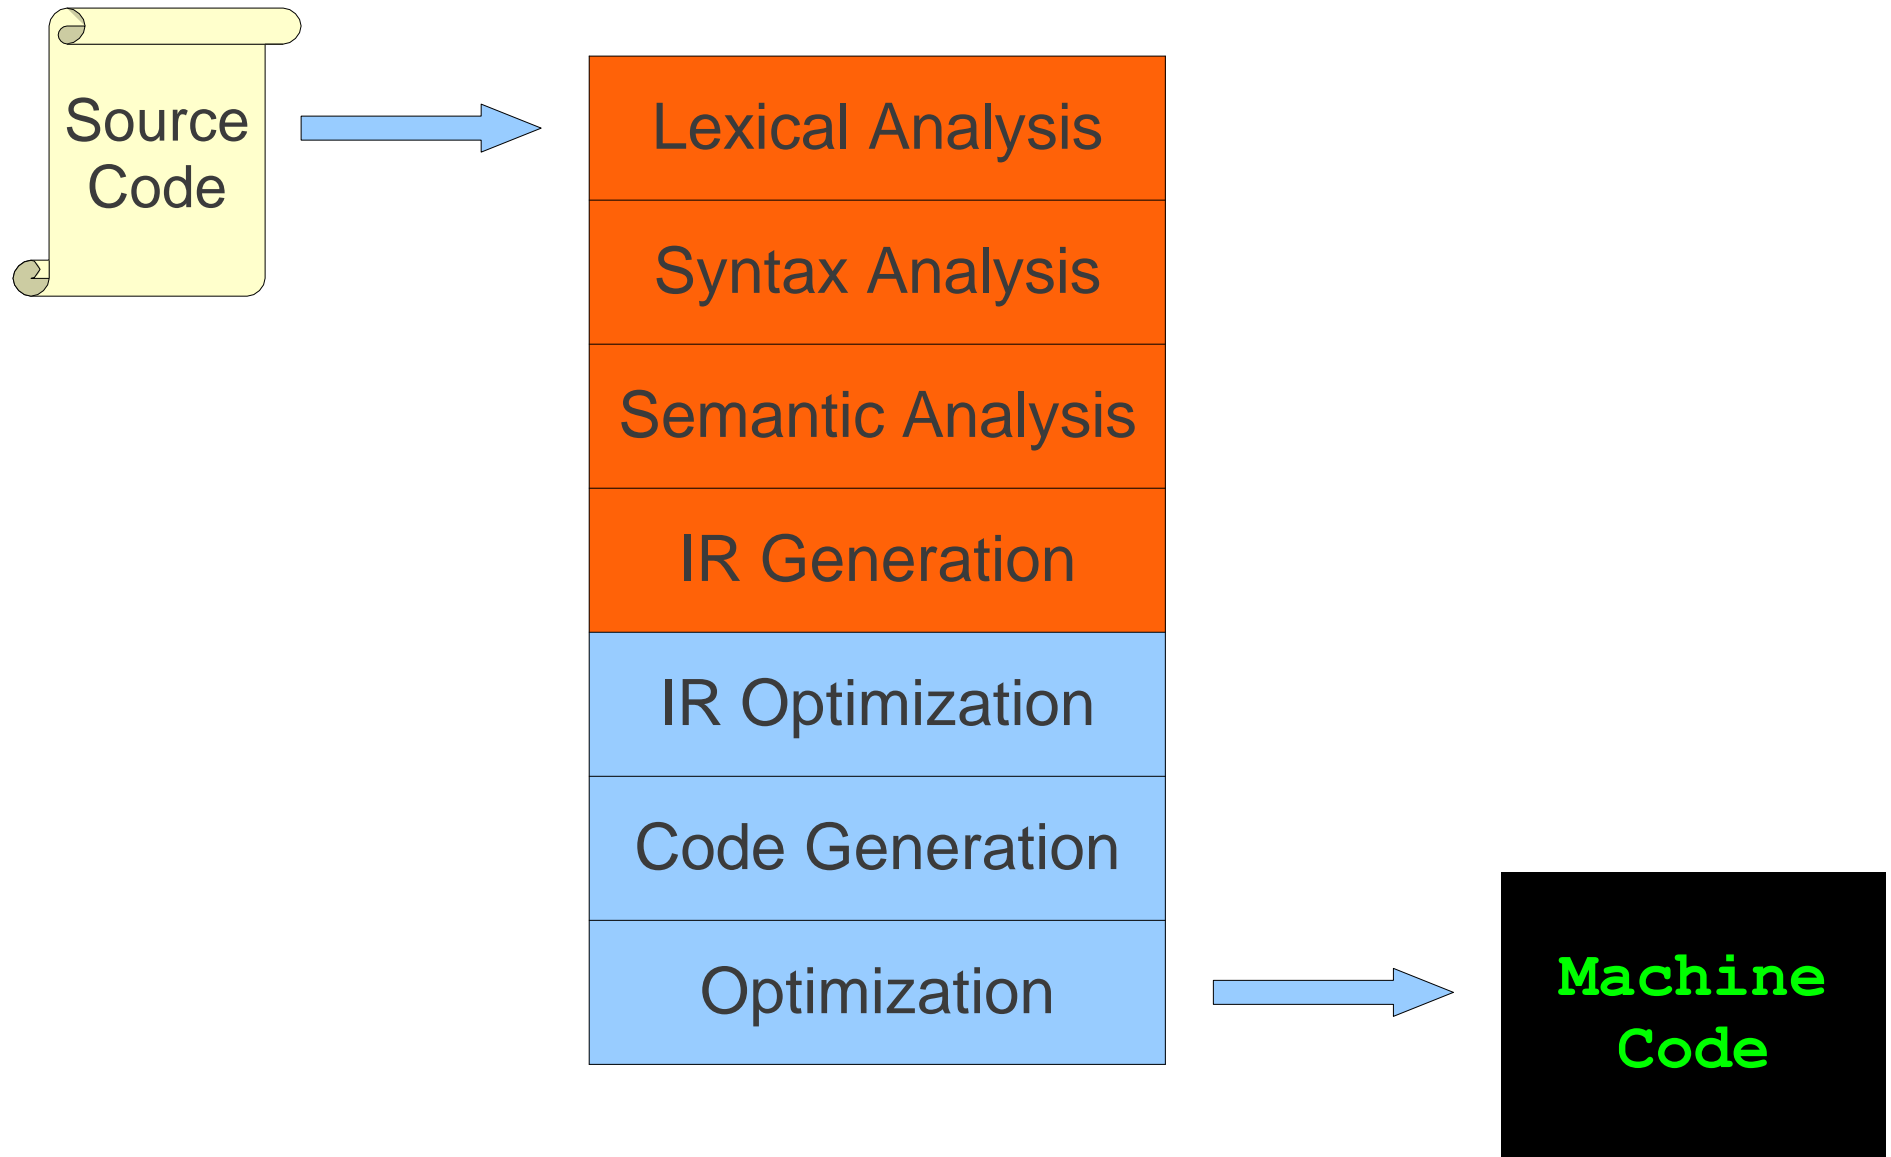 Source
Code
Lexical Analysis
Syntax Analysis
Semantic Analysis
IR Generation
IR Optimization
Code Generation
Optimization
Machine
Code